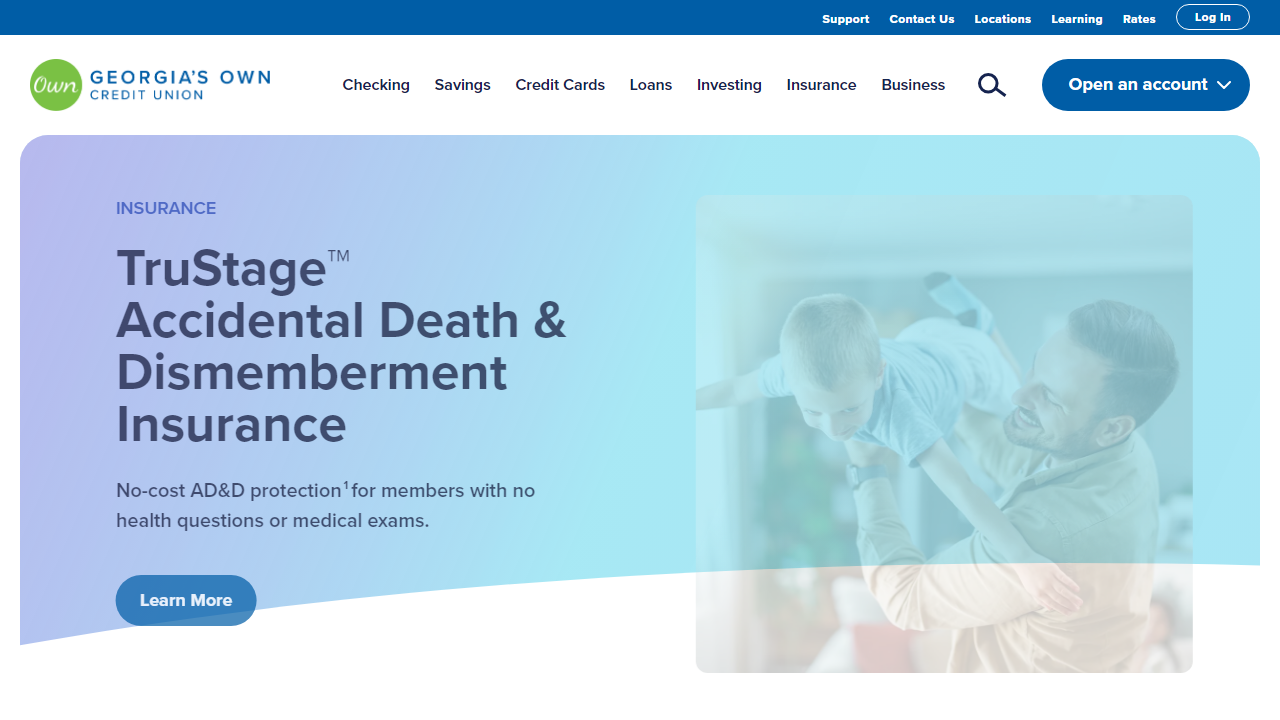 Support Contact Us Locations Learning Rates Log In
Own GEORGIA'S OWN
CREDIT UNION
Checking Savings Credit Cards Loans Investing Insurance Business Open an account
INSURANCE
TruStage™
Accidental Death &
Dismemberment
Insurance
No-cost AD&D protection¹ for members with no
health questions or medical exams.
Learn More